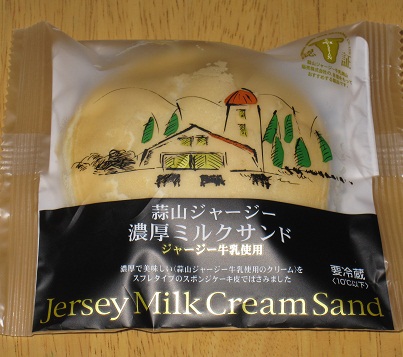 蒜山ジャージー
濃厚ミルクサンド
ジャージー牛乳使用
濃厚で美味しい〈蒜山ジャージー牛乳使用のクリーム〉を
スフレタイプのスポンジケーキ皮ではさみました
要冷蔵
〈10℃以下〉
Jersey Milk Cream Sand